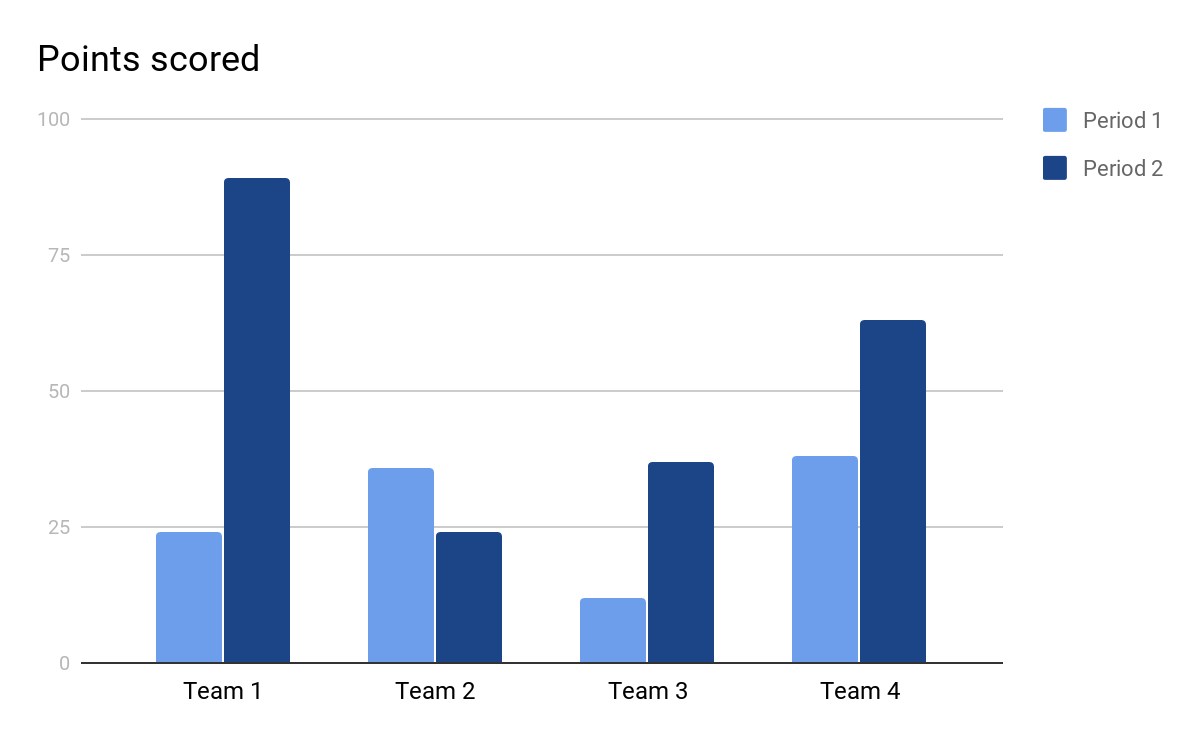 Points scored
100
75
50
25
0
Team 1
Team 2
Team 3
Team 4
Period 1
Period 2